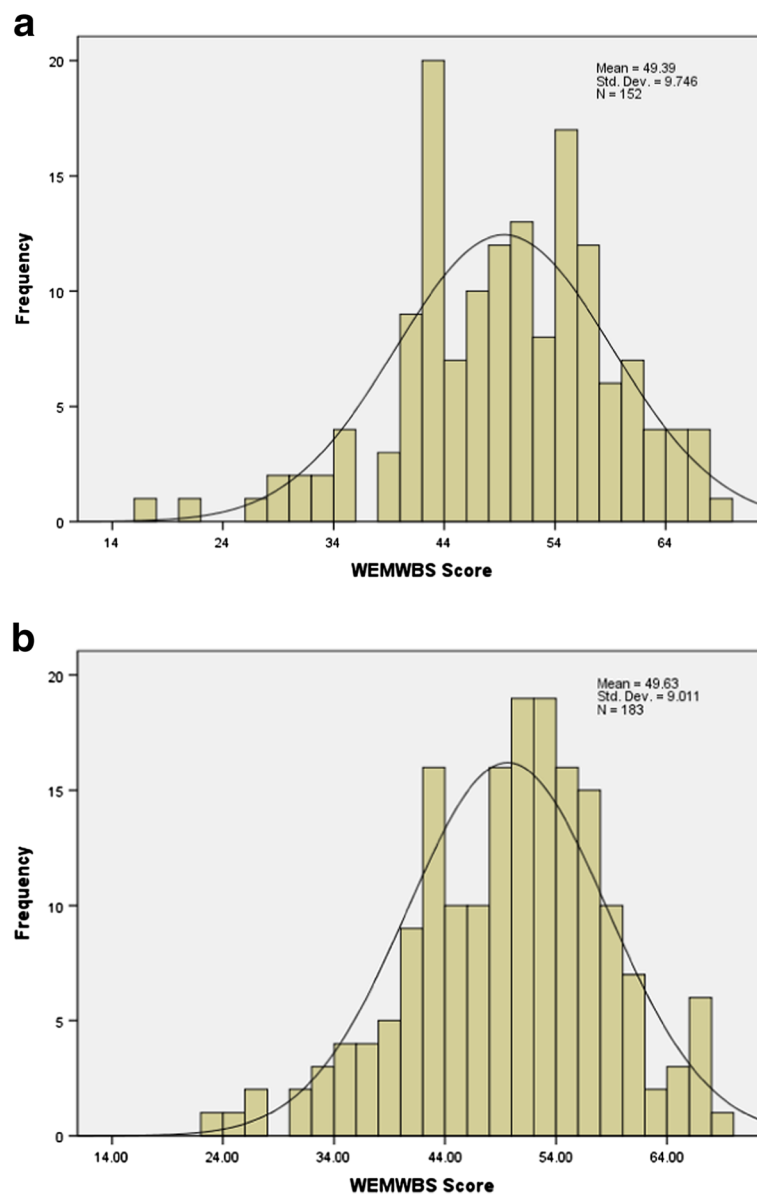 a
Mean = 49.39
Std. Dev. = 9.746
N = 152
20
15
10
5
0
Frequency
14 24 34 44 54 64
WEMWBS Score
b
Mean = 49.63
Std. Dev. = 9.011
N = 183
20
15
10
5
0
Frequency
14.00 24.00 34.00 44.00 54.00 64.00
WEMWBS Score